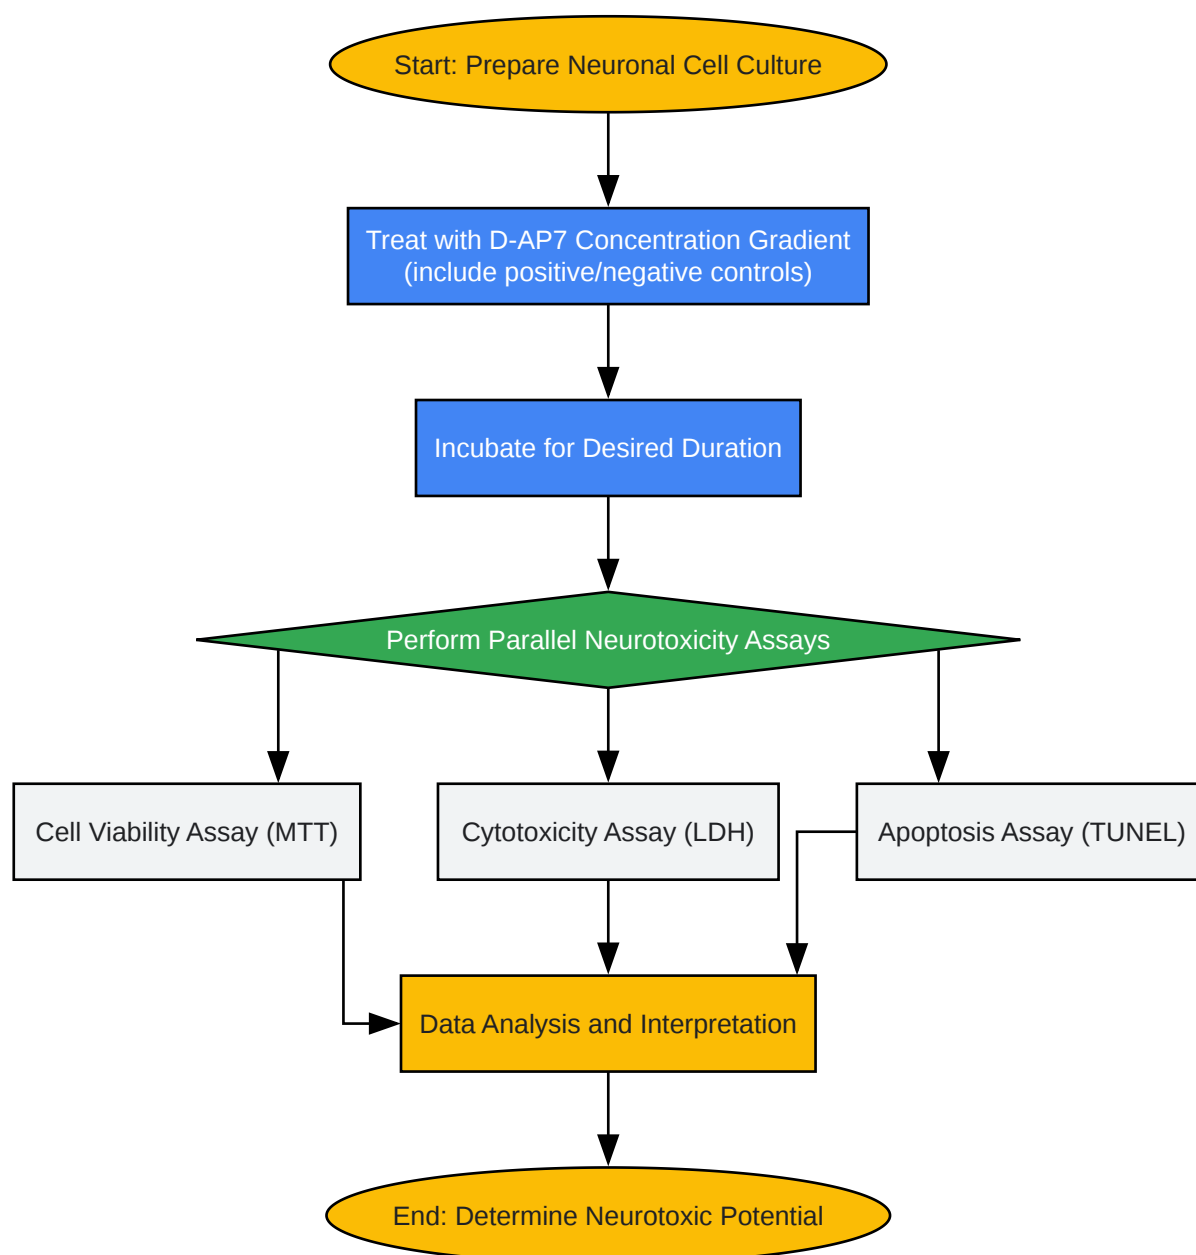 Start: Prepare Neuronal Cell Culture
Treat with D-AP7 Concentration Gradient
(include positive/negative controls)
Incubate for Desired Duration
Perform Parallel Neurotoxicity Assays
Cell Viability Assay (MTT)
Cytotoxicity Assay (LDH)
Apoptosis Assay (TUNEL)
Data Analysis and Interpretation
End: Determine Neurotoxic Potential